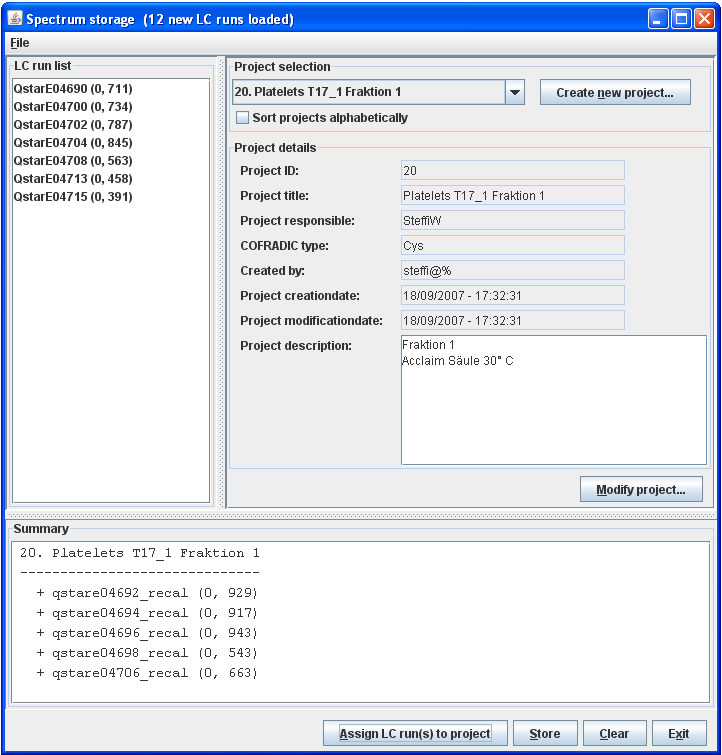 Spectrum storage (12 new LC runs loaded)
File
LC run list
QstarE04690 (0, 711)
QstarE04700 (0, 734)
QstarE04702 (0, 787)
QstarE04704 (0, 845)
QstarE04708 (0, 563)
QstarE04713 (0, 458)
QstarE04715 (0, 391)
Project selection
20. Platelets T17_1 Fraktion 1
Create new project...
Sort projects alphabetically
Project details
Project ID: 20
Project title: Platelets T17_1 Fraktion 1
Project responsible: SteffiW
COFRADIC type: Cys
Created by: steffi@%
Project creationdate: 18/09/2007 - 17:32:31
Project modificationdate: 18/09/2007 - 17:32:31
Project description: Fraktion 1
Acclaim Säule 30° C
Modify project...
Summary
20. Platelets T17_1 Fraktion 1
------------------------------
+ qstare04692_recal (0, 929)
+ qstare04694_recal (0, 917)
+ qstare04696_recal (0, 943)
+ qstare04698_recal (0, 543)
+ qstare04706_recal (0, 663)
Assign LC run(s) to project Store Clear Exit